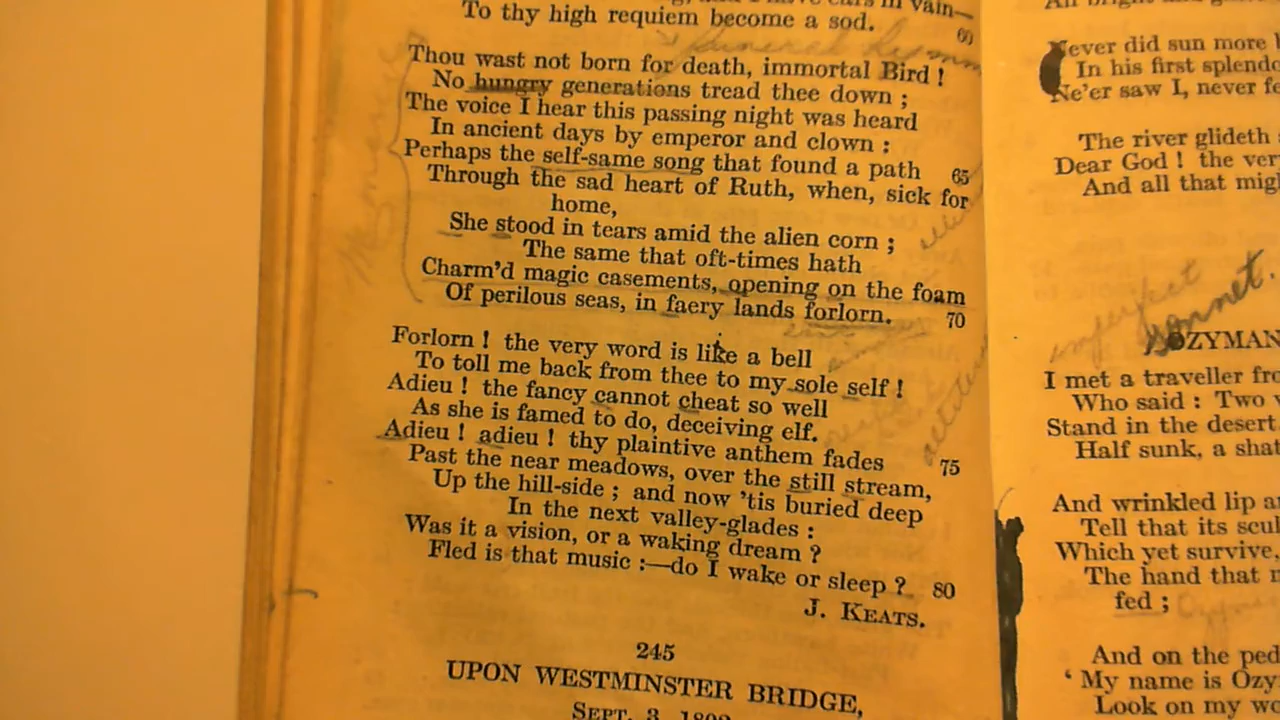 ears in vain—
To thy high requiem become a sod.
60
funeral hymn
Thou wast not born for death, immortal Bird !
No hungry generations tread thee down ;
The voice I hear this passing night was heard
In ancient days by emperor and clown :
Perhaps the self-same song that found a path
65
Through the sad heart of Ruth, when, sick for
home,
She stood in tears amid the alien corn ;
The same that oft-times hath
Charm'd magic casements, opening on the foam
Of perilous seas, in faery lands forlorn.
70
Forlorn ! the very word is like a bell
To toll me back from thee to my sole self !
Adieu ! the fancy cannot cheat so well
As she is famed to do, deceiving elf.
Adieu ! adieu ! thy plaintive anthem fades
75
Past the near meadows, over the still stream,
Up the hill-side ; and now 'tis buried deep
In the next valley-glades :
Was it a vision, or a waking dream ?
Fled is that music :—do I wake or sleep ?
80
J. KEATS.
245
UPON WESTMINSTER BRIDGE,
SEPT. 3, 1802
Never did sun more
In his first splendo
Ne'er saw I, never fe
The river glideth
Dear God ! the ver
And all that mig
imperfect
sonnet.
OZYMAN
I met a traveller fro
Who said : Two
Stand in the desert.
Half sunk, a shat
And wrinkled lip a
Tell that its scul
Which yet survive,
The hand that
fed ;
And on the ped
' My name is Ozy
Look on my wo